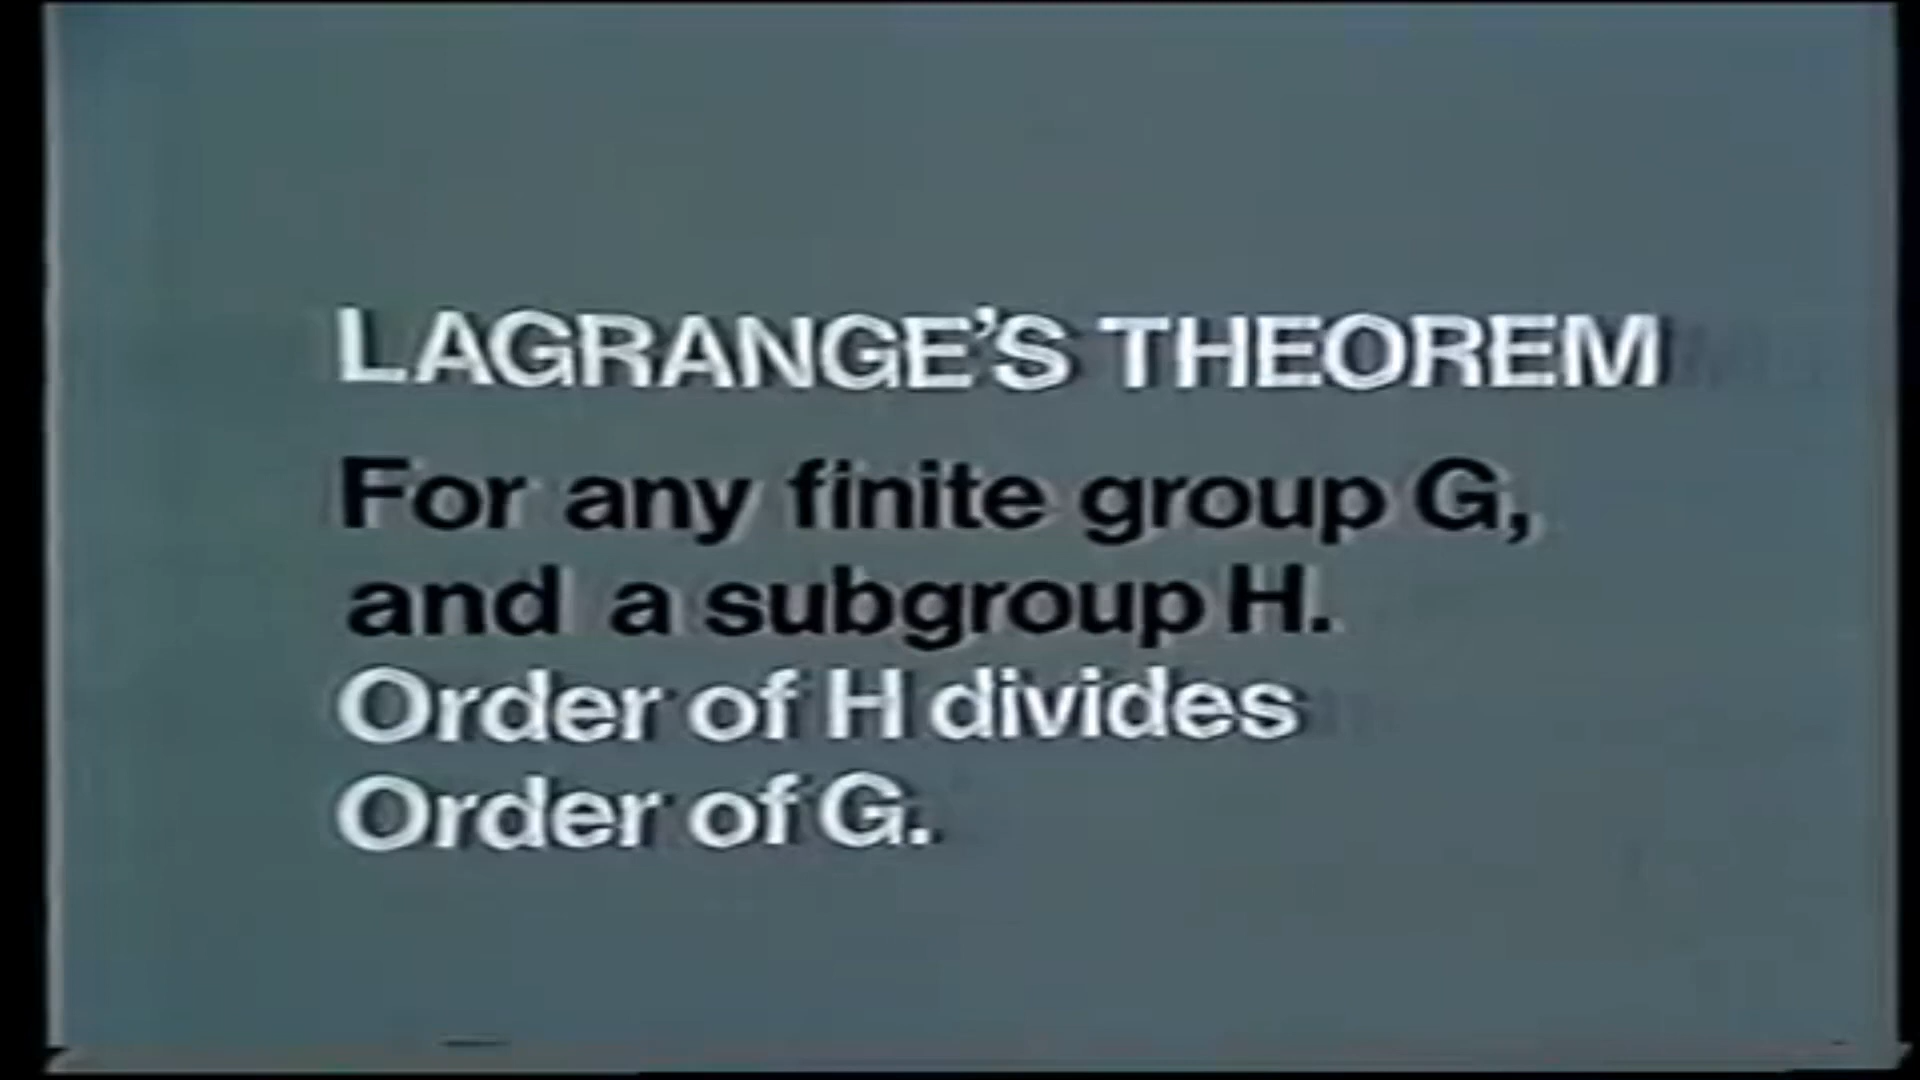 LAGRANGE'S THEOREM
For any finite group G,
and a subgroup H.
Order of H divides
Order of G.